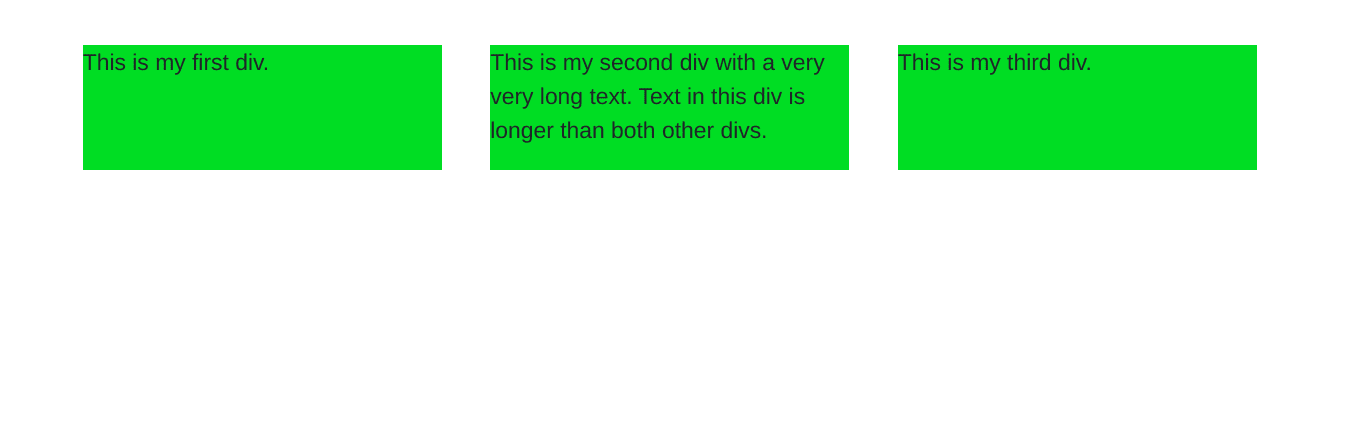 This is my first div.
This is my second div with a very
very long text. Text in this div is
longer than both other divs.
This is my third div.